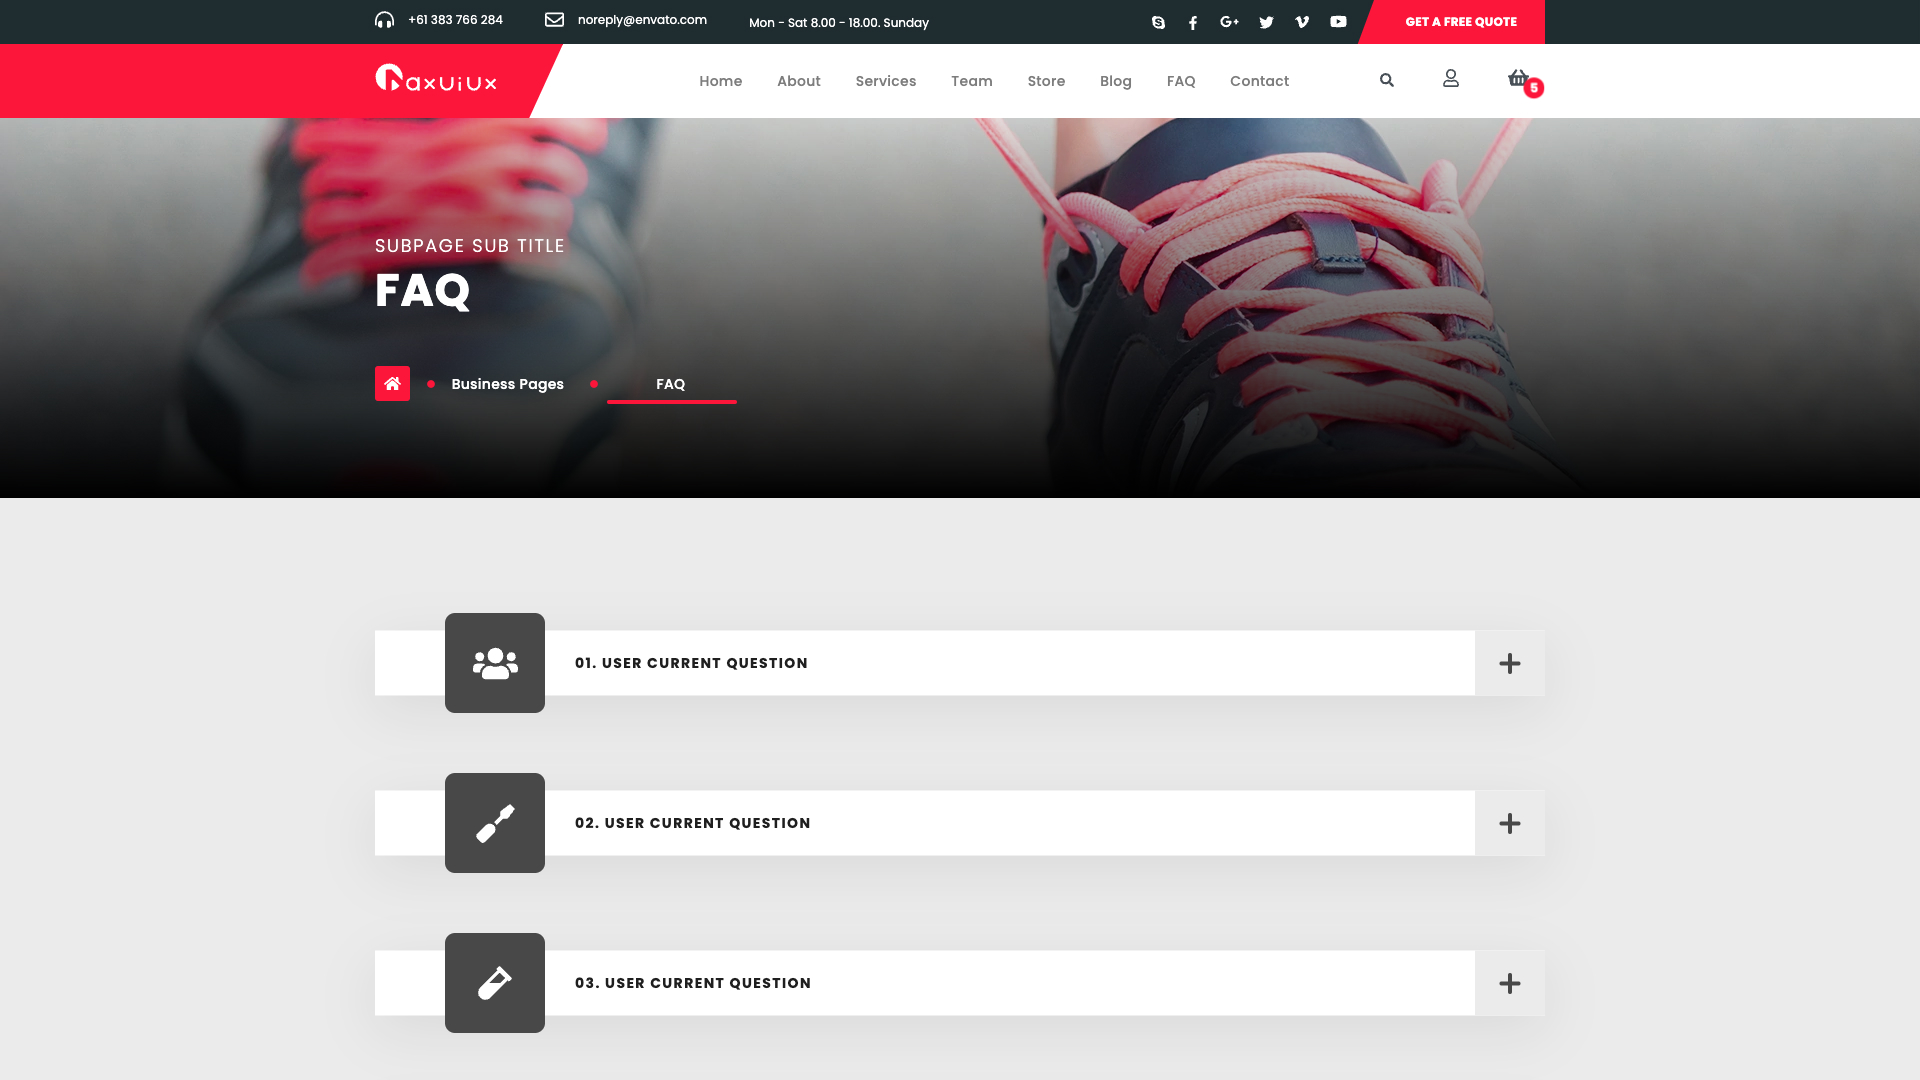 +61 383 766 284
noreply@envato.com
Mon - Sat 8.00 - 18.00. Sunday
GET A FREE QUOTE
axUiUx
Home
About
Services
Team
Store
Blog
FAQ
Contact
5
SUBPAGE SUB TITLE
FAQ
Business Pages
FAQ
01. USER CURRENT QUESTION
02. USER CURRENT QUESTION
03. USER CURRENT QUESTION